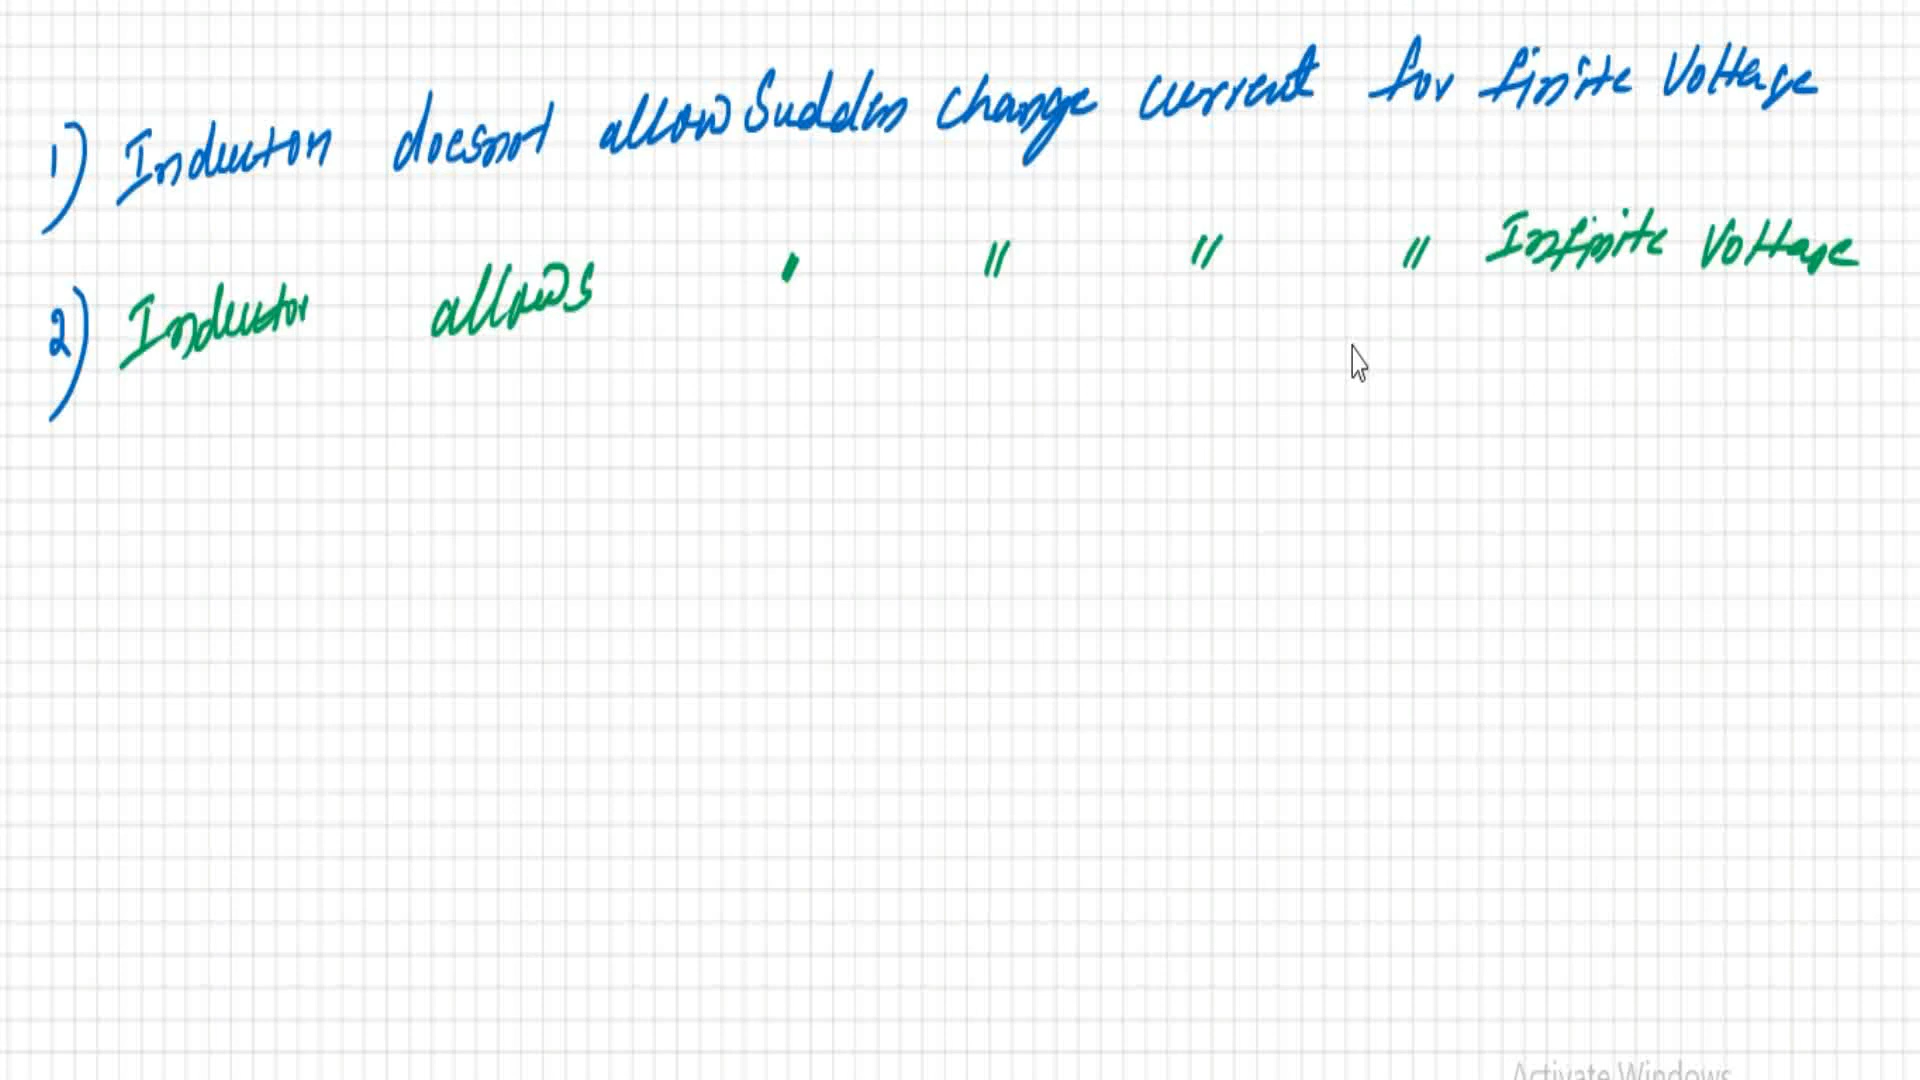 1) Inductor doesnot allow Sudden change current for finite Voltage
2) Inductor allows " " " " Infinite Voltage
Activate Windows